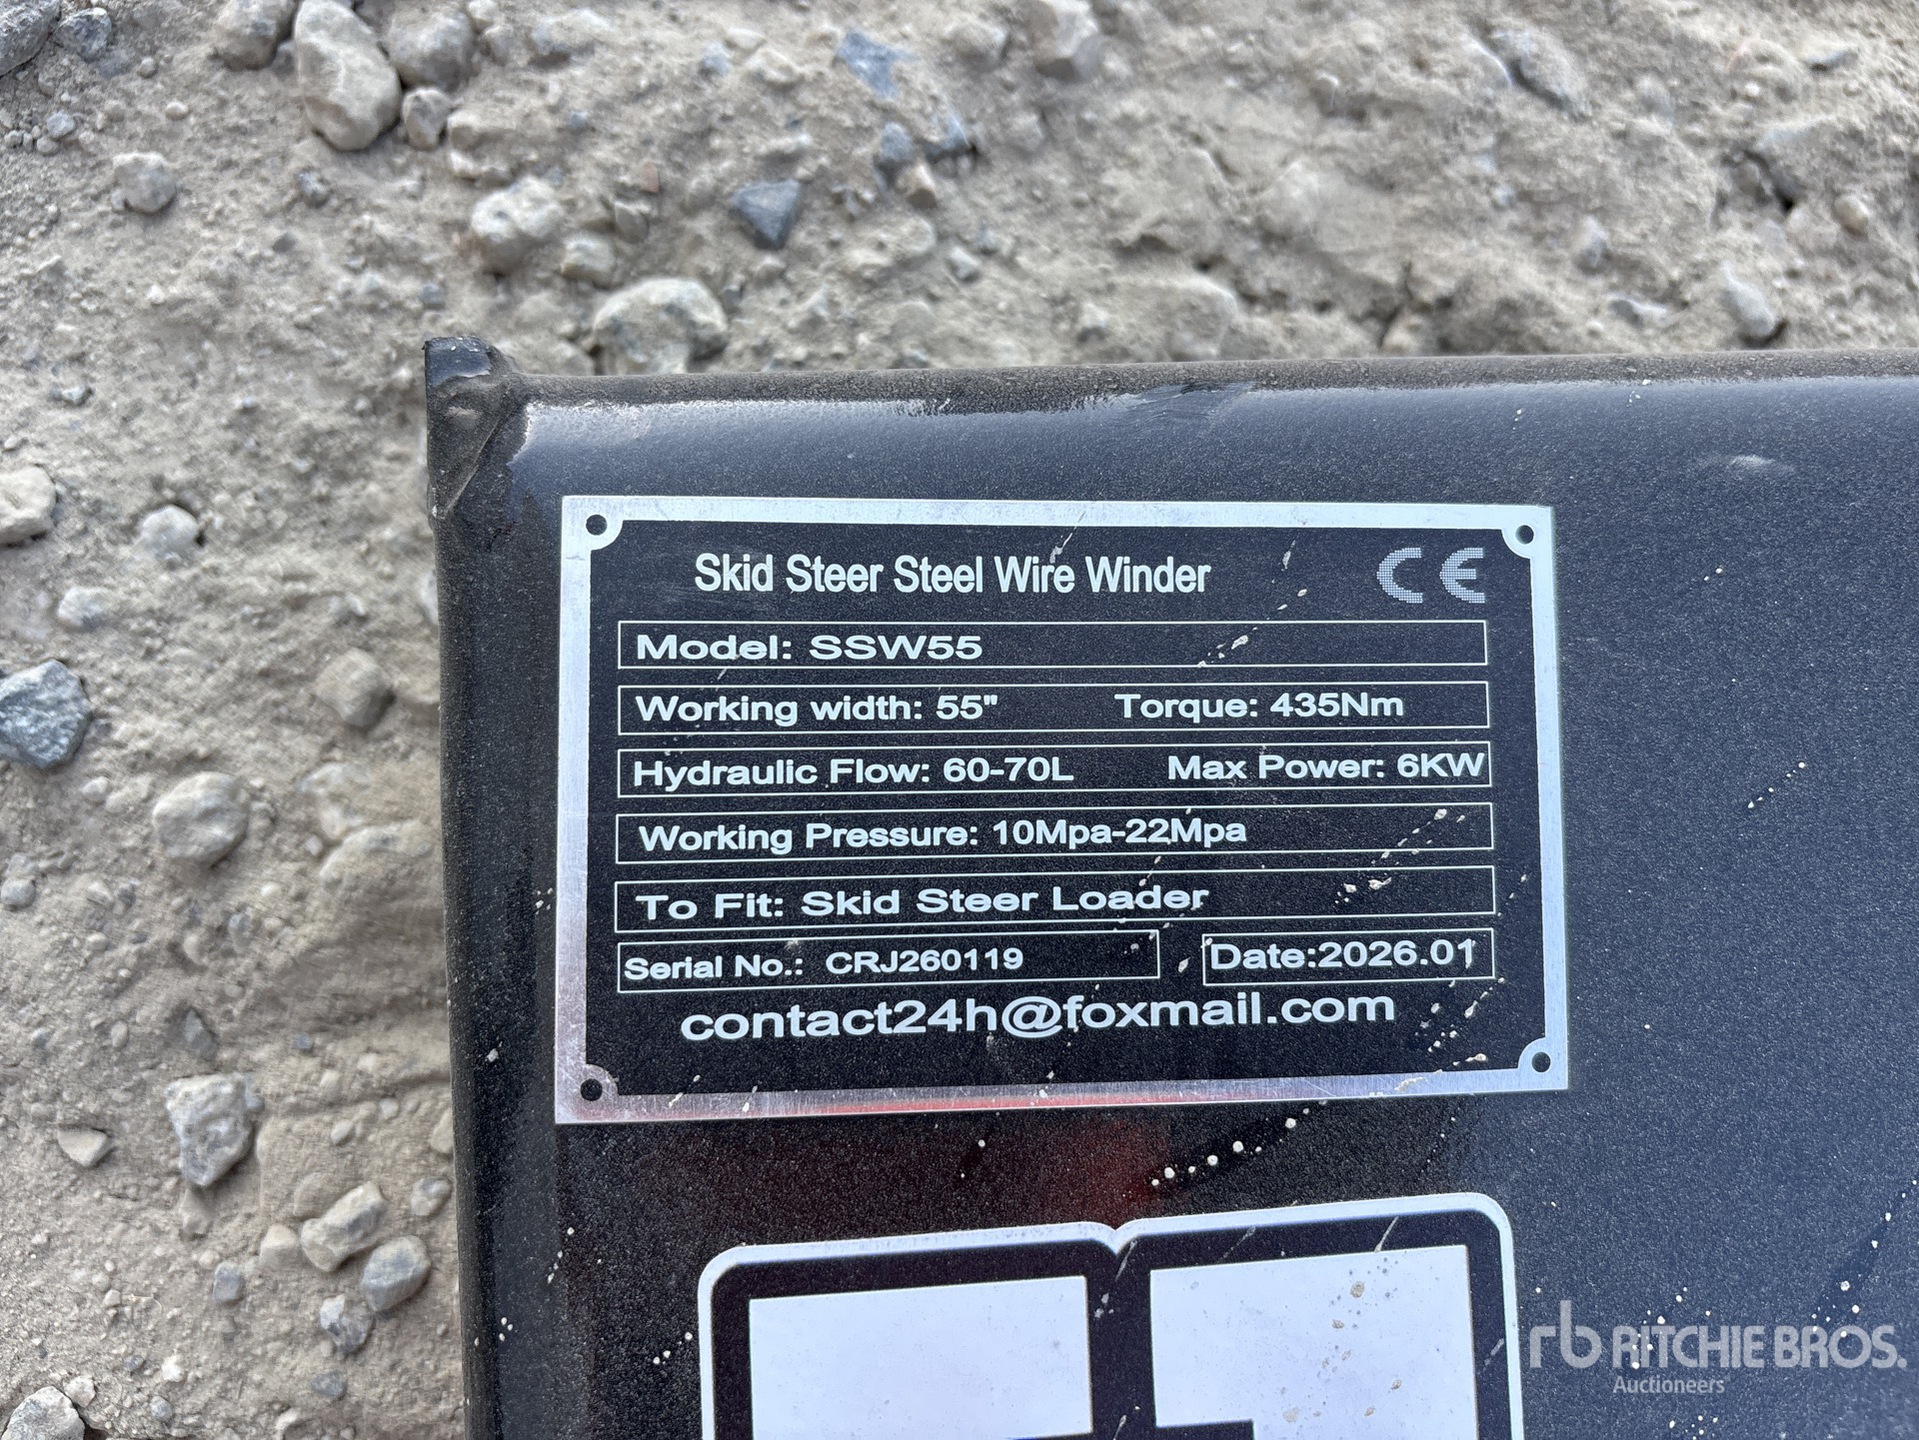 Skid Steer Steel Wire Winder CE
Model: SSW55
Working width: 55" Torque: 435Nm
Hydraulic Flow: 60-70L Max Power: 6KW
Working Pressure: 10Mpa-22Mpa
To Fit: Skid Steer Loader
Serial No.: CRJ260119 Date:2026.01
contact24h@foxmail.com
rb RITCHIE BROS.
Auctioneers